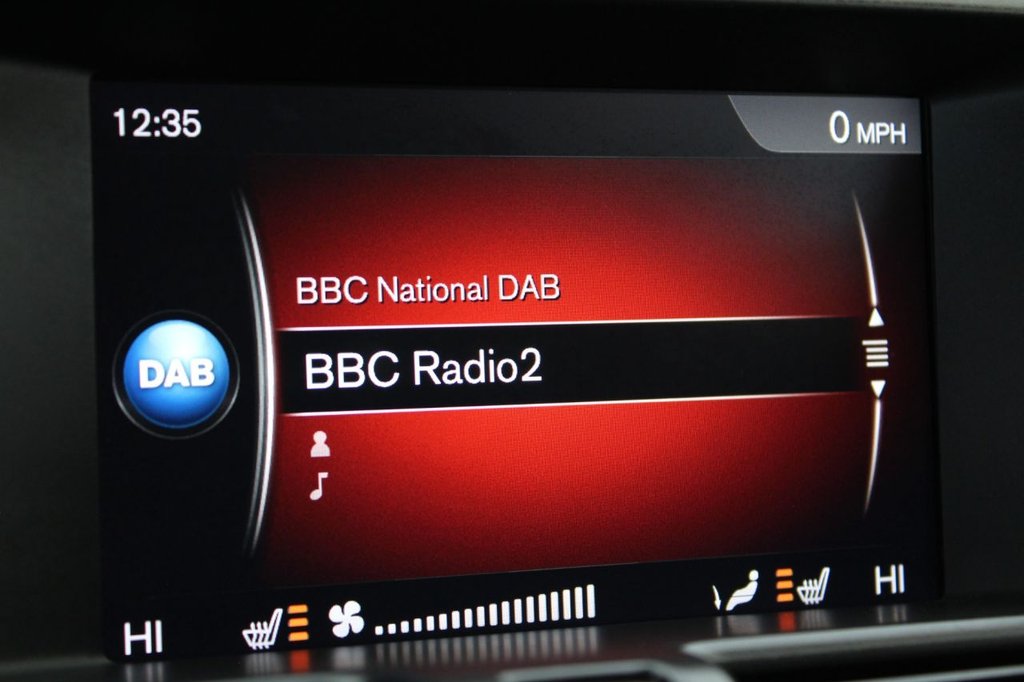 12:35
0 MPH
BBC National DAB
DAB
BBC Radio2
HI
HI